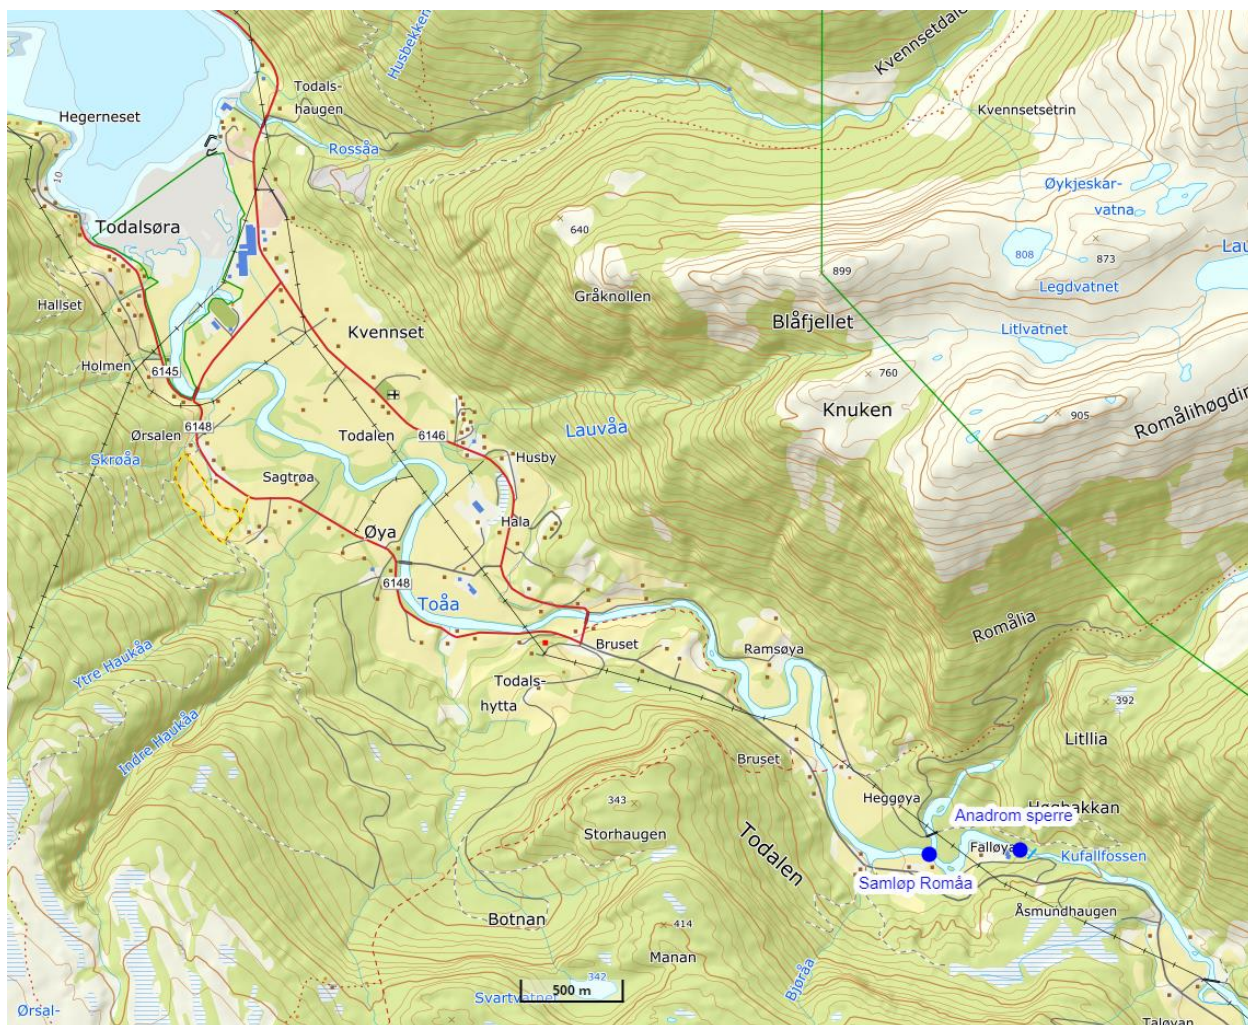 Husbekken
Kvennsetdale
Todals-
haugen
Hegerneset
Kvennsetsetrin
Rossåa
10
Øykjeskar-
vatna
Todalsøra
640
808
873
Lau
899
Legdvatnet
Gråknollen
Hallset
Blåfjellet
Litlvatnet
Kvennset
Holmen
6145
760
Knuken
905
Romålihøgdin
6148
Ørsalen
Todalen
6146
Lauvåa
Skrøåa
Husby
Sagtrøa
Hala
Øya
6148
Toåa
Romålia
Bruset
Ramsøya
Ytre Haukåa
Todals-
hytta
392
Litllia
Indre Haukåa
Bruset
343
Heggøya
Høgbakkan
Anadrom sperre
Storhaugen
Todalen
Falløya
Kufallfossen
Samløp Romåa
Botnan
414
Åsmundhaugen
Manan
342
500 m
Svartvatnet
Bjøråa
Ørsal-
Taløyan